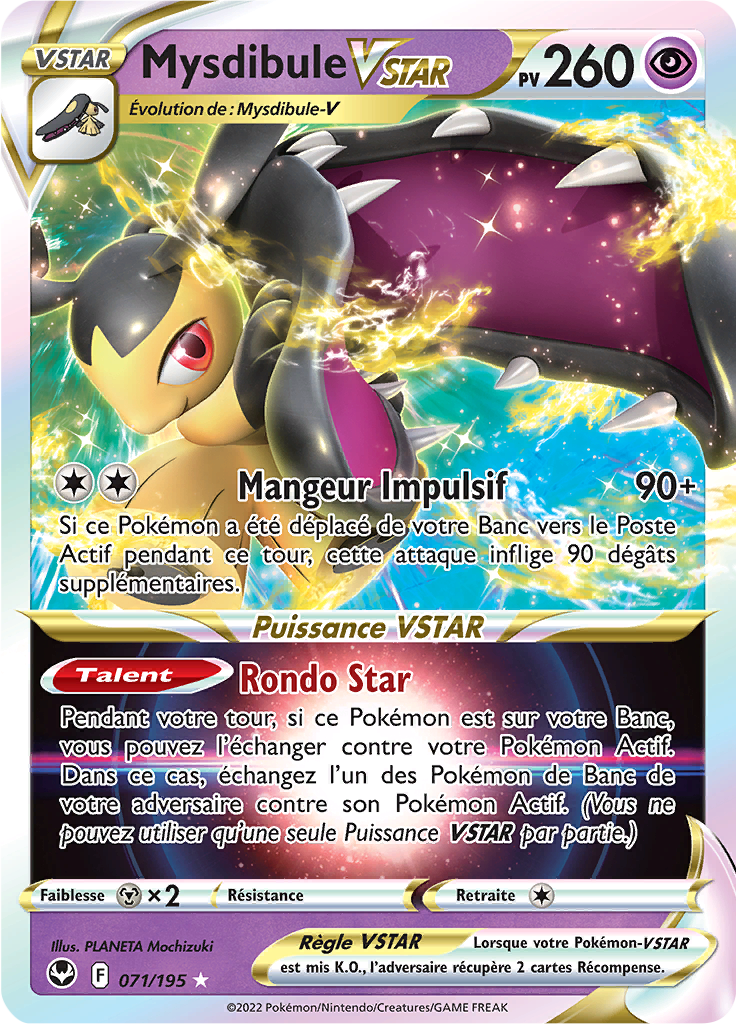 VSTAR
Mysdibule VSTAR
PV 260
Évolution de : Mysdibule-V
Mangeur Impulsif 90+
Si ce Pokémon a été déplacé de votre Banc vers le Poste
Actif pendant ce tour, cette attaque inflige 90 dégâts
supplémentaires.
Puissance VSTAR
Talent Rondo Star
Pendant votre tour, si ce Pokémon est sur votre Banc,
vous pouvez l'échanger contre votre Pokémon Actif.
Dans ce cas, échangez l'un des Pokémon de Banc de
votre adversaire contre son Pokémon Actif. (Vous ne
pouvez utiliser qu'une seule Puissance VSTAR par partie.)
Faiblesse ×2 Résistance Retraite
Illus. PLANETA Mochizuki
Règle VSTAR Lorsque votre Pokémon-VSTAR
est mis K.O., l'adversaire récupère 2 cartes Récompense.
F 071/195 ★
©2022 Pokémon/Nintendo/Creatures/GAME FREAK